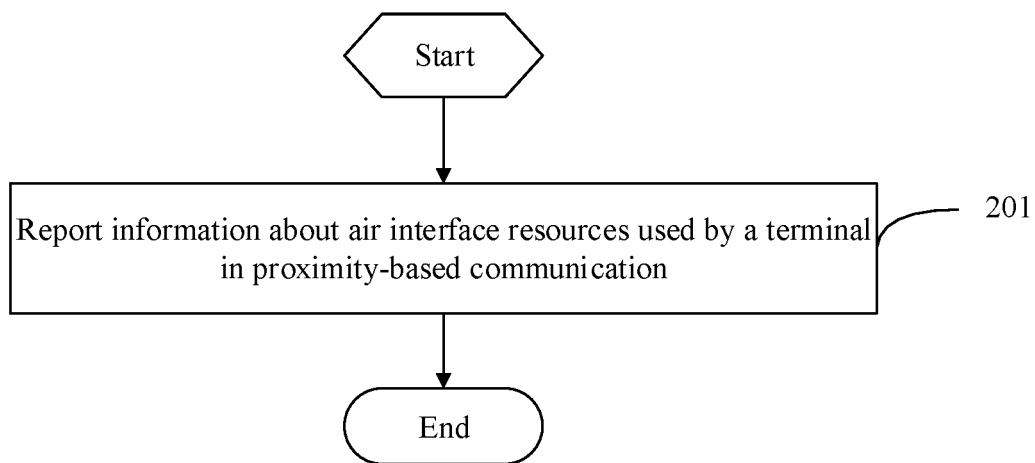 Start
Report information about air interface resources used by a terminal
in proximity-based communication
201
End